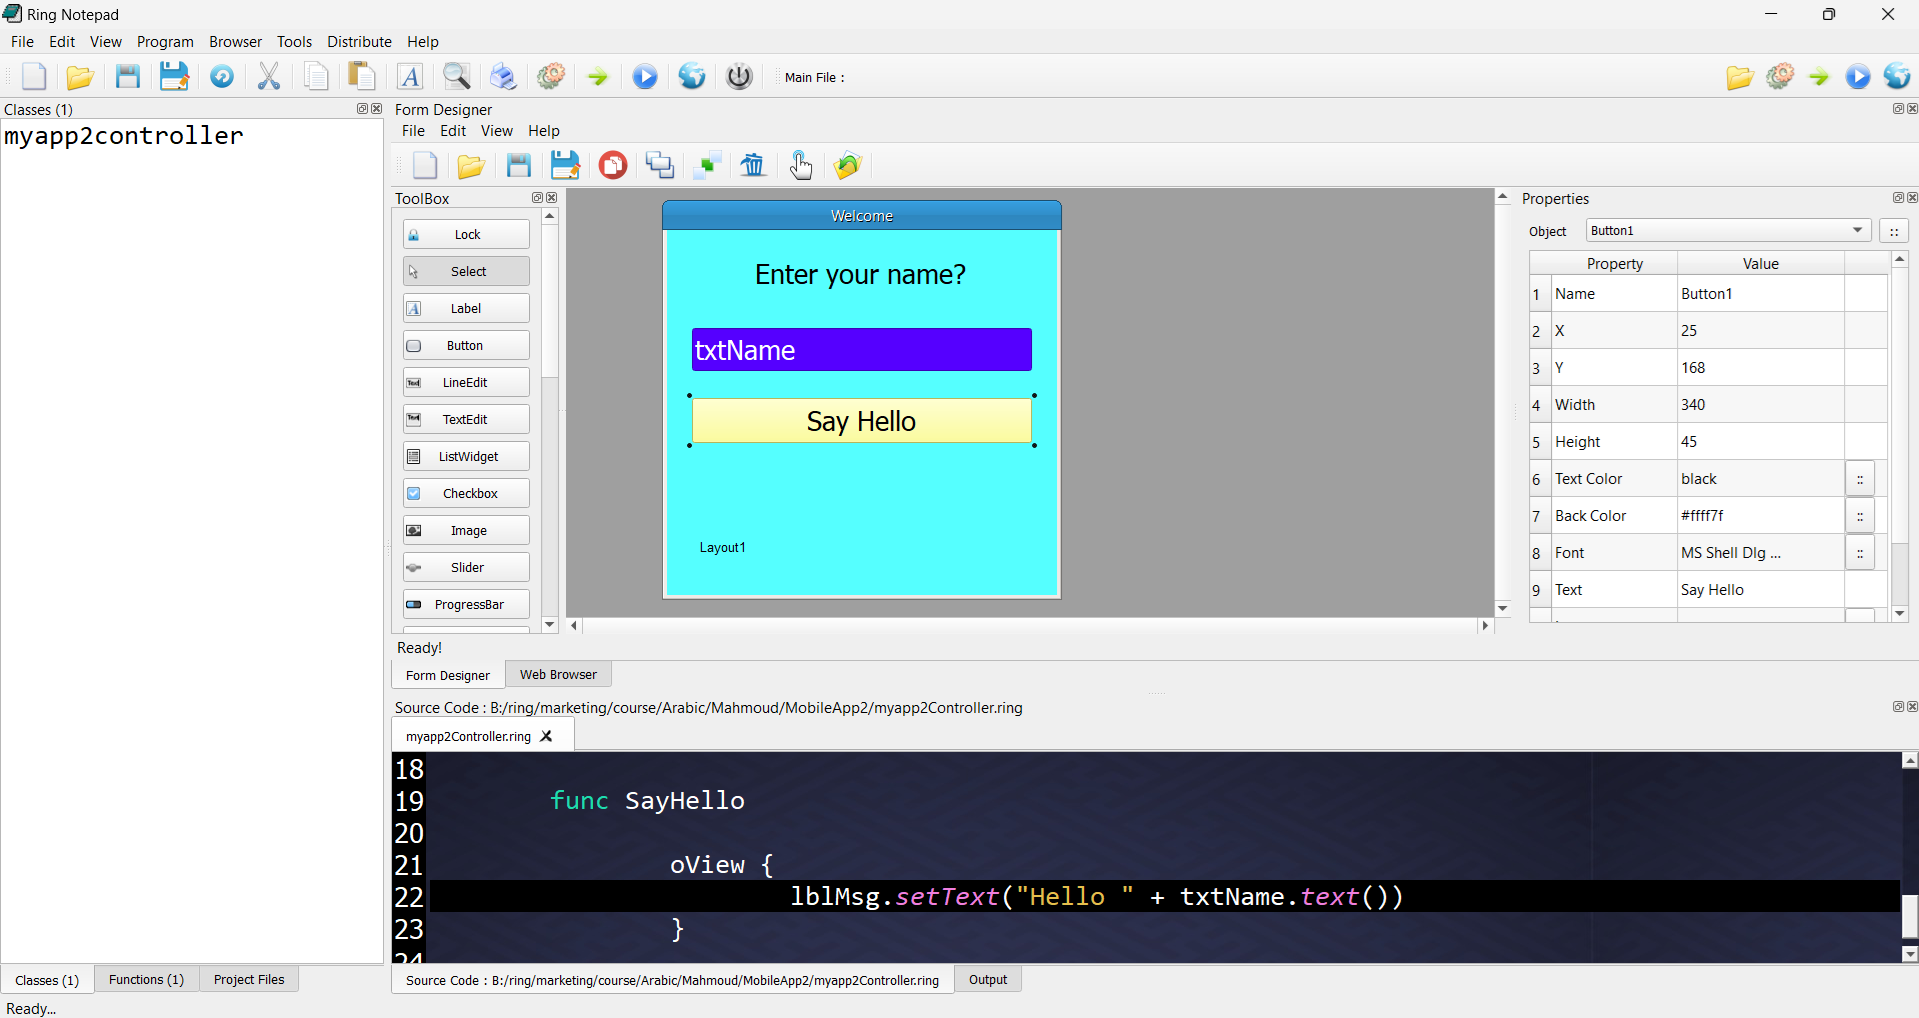 Ring Notepad
File Edit View Program Browser Tools Distribute Help
Main File :
Classes (1)
myapp2controller
Form Designer
File Edit View Help
ToolBox
Lock
Select
Label
Button
LineEdit
TextEdit
ListWidget
Checkbox
Image
Slider
ProgressBar
Welcome
Enter your name?
txtName
Say Hello
Layout1
Properties
Object Button1 ::
Property Value
1 Name Button1
2 X 25
3 Y 168
4 Width 340
5 Height 45
6 Text Color black ::
7 Back Color #ffff7f ::
8 Font MS Shell Dlg ... ::
9 Text Say Hello
Ready!
Form Designer Web Browser
Source Code : B:/ring/marketing/course/Arabic/Mahmoud/MobileApp2/myapp2Controller.ring
myapp2Controller.ring
18
19 func SayHello
20
21 oView {
22 lblMsg.setText("Hello " + txtName.text())
23 }
24
Classes (1) Functions (1) Project Files
Source Code : B:/ring/marketing/course/Arabic/Mahmoud/MobileApp2/myapp2Controller.ring Output
Ready...